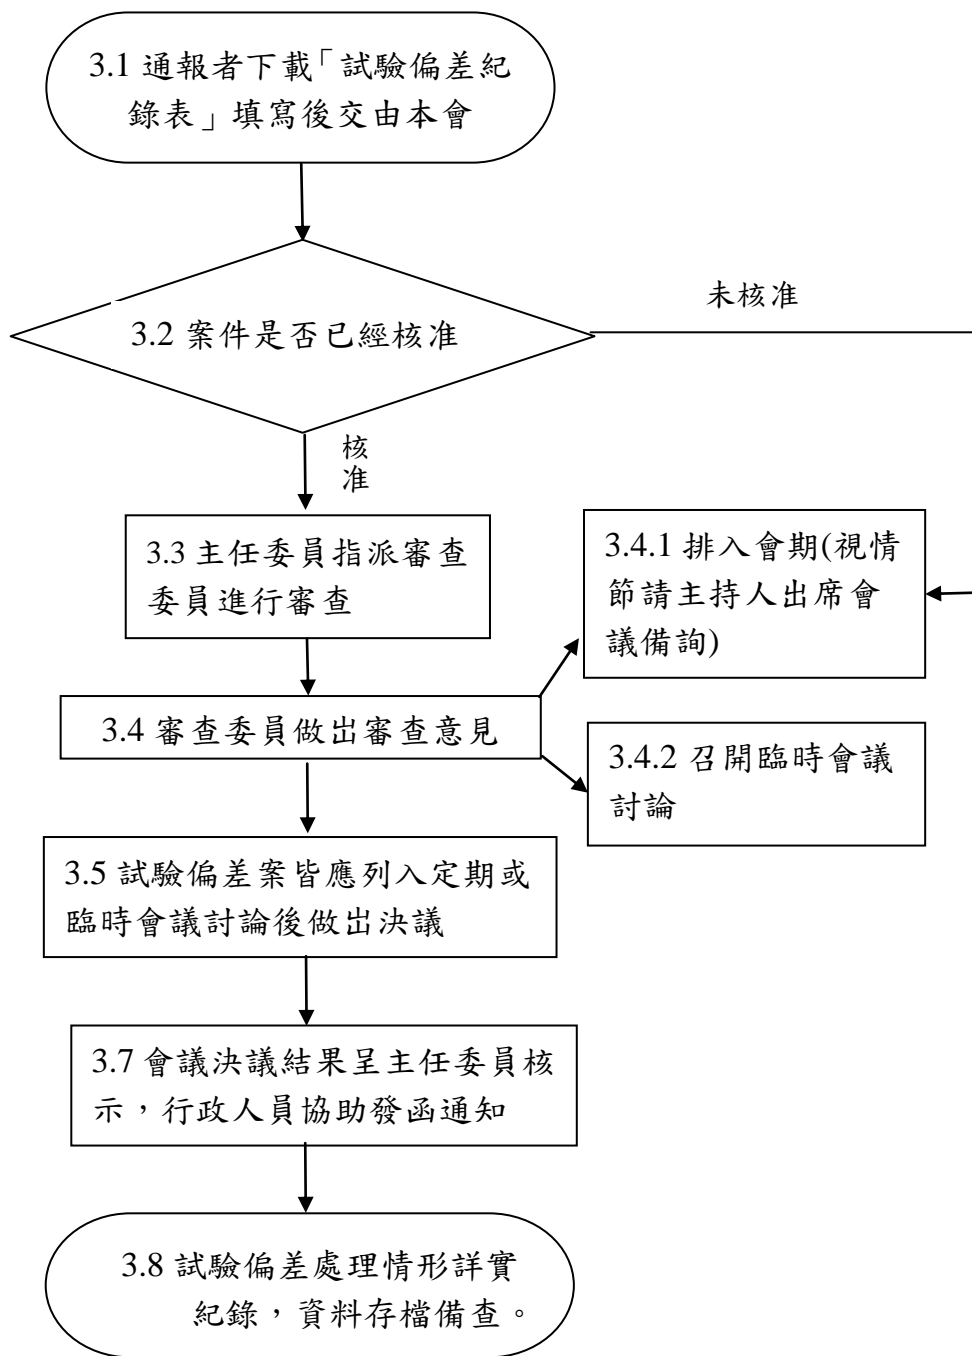 3.1 通報者下載「試驗偏差紀
錄表」填寫後交由本會
3.2 案件是否已經核准
未核准
核
准
3.3 主任委員指派審查
委員進行審查
3.4 審查委員做出審查意見
3.4.1 排入會期(視情
節請主持人出席會
議備詢)
3.4.2 召開臨時會議
討論
3.5 試驗偏差案皆應列入定期或
臨時會議討論後做出決議
3.7 會議決議結果呈主任委員核
示，行政人員協助發函通知
3.8 試驗偏差處理情形詳實
紀錄，資料存檔備查。